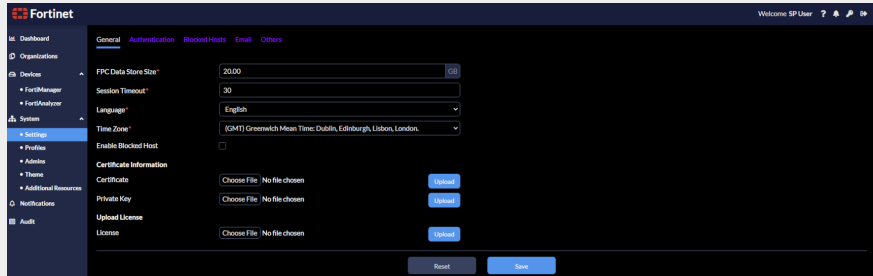 Fortinet
Welcome SP User
Dashboard
Organizations
Devices
FortiManager
FortiAnalyzer
System
Settings
Profiles
Admins
Theme
Additional Resources
Notifications
Audit
General Authentication Blocked Hosts Email Others
FPC Data Store Size* 20.00 GB
Session Timeout* 30
Language* English
Time Zone* (GMT) Greenwich Mean Time: Dublin, Edinburgh, Lisbon, London.
Enable Blocked Host
Certificate Information
Certificate Choose File No file chosen Upload
Private Key Choose File No file chosen Upload
Upload License
License Choose File No file chosen Upload
Reset Save